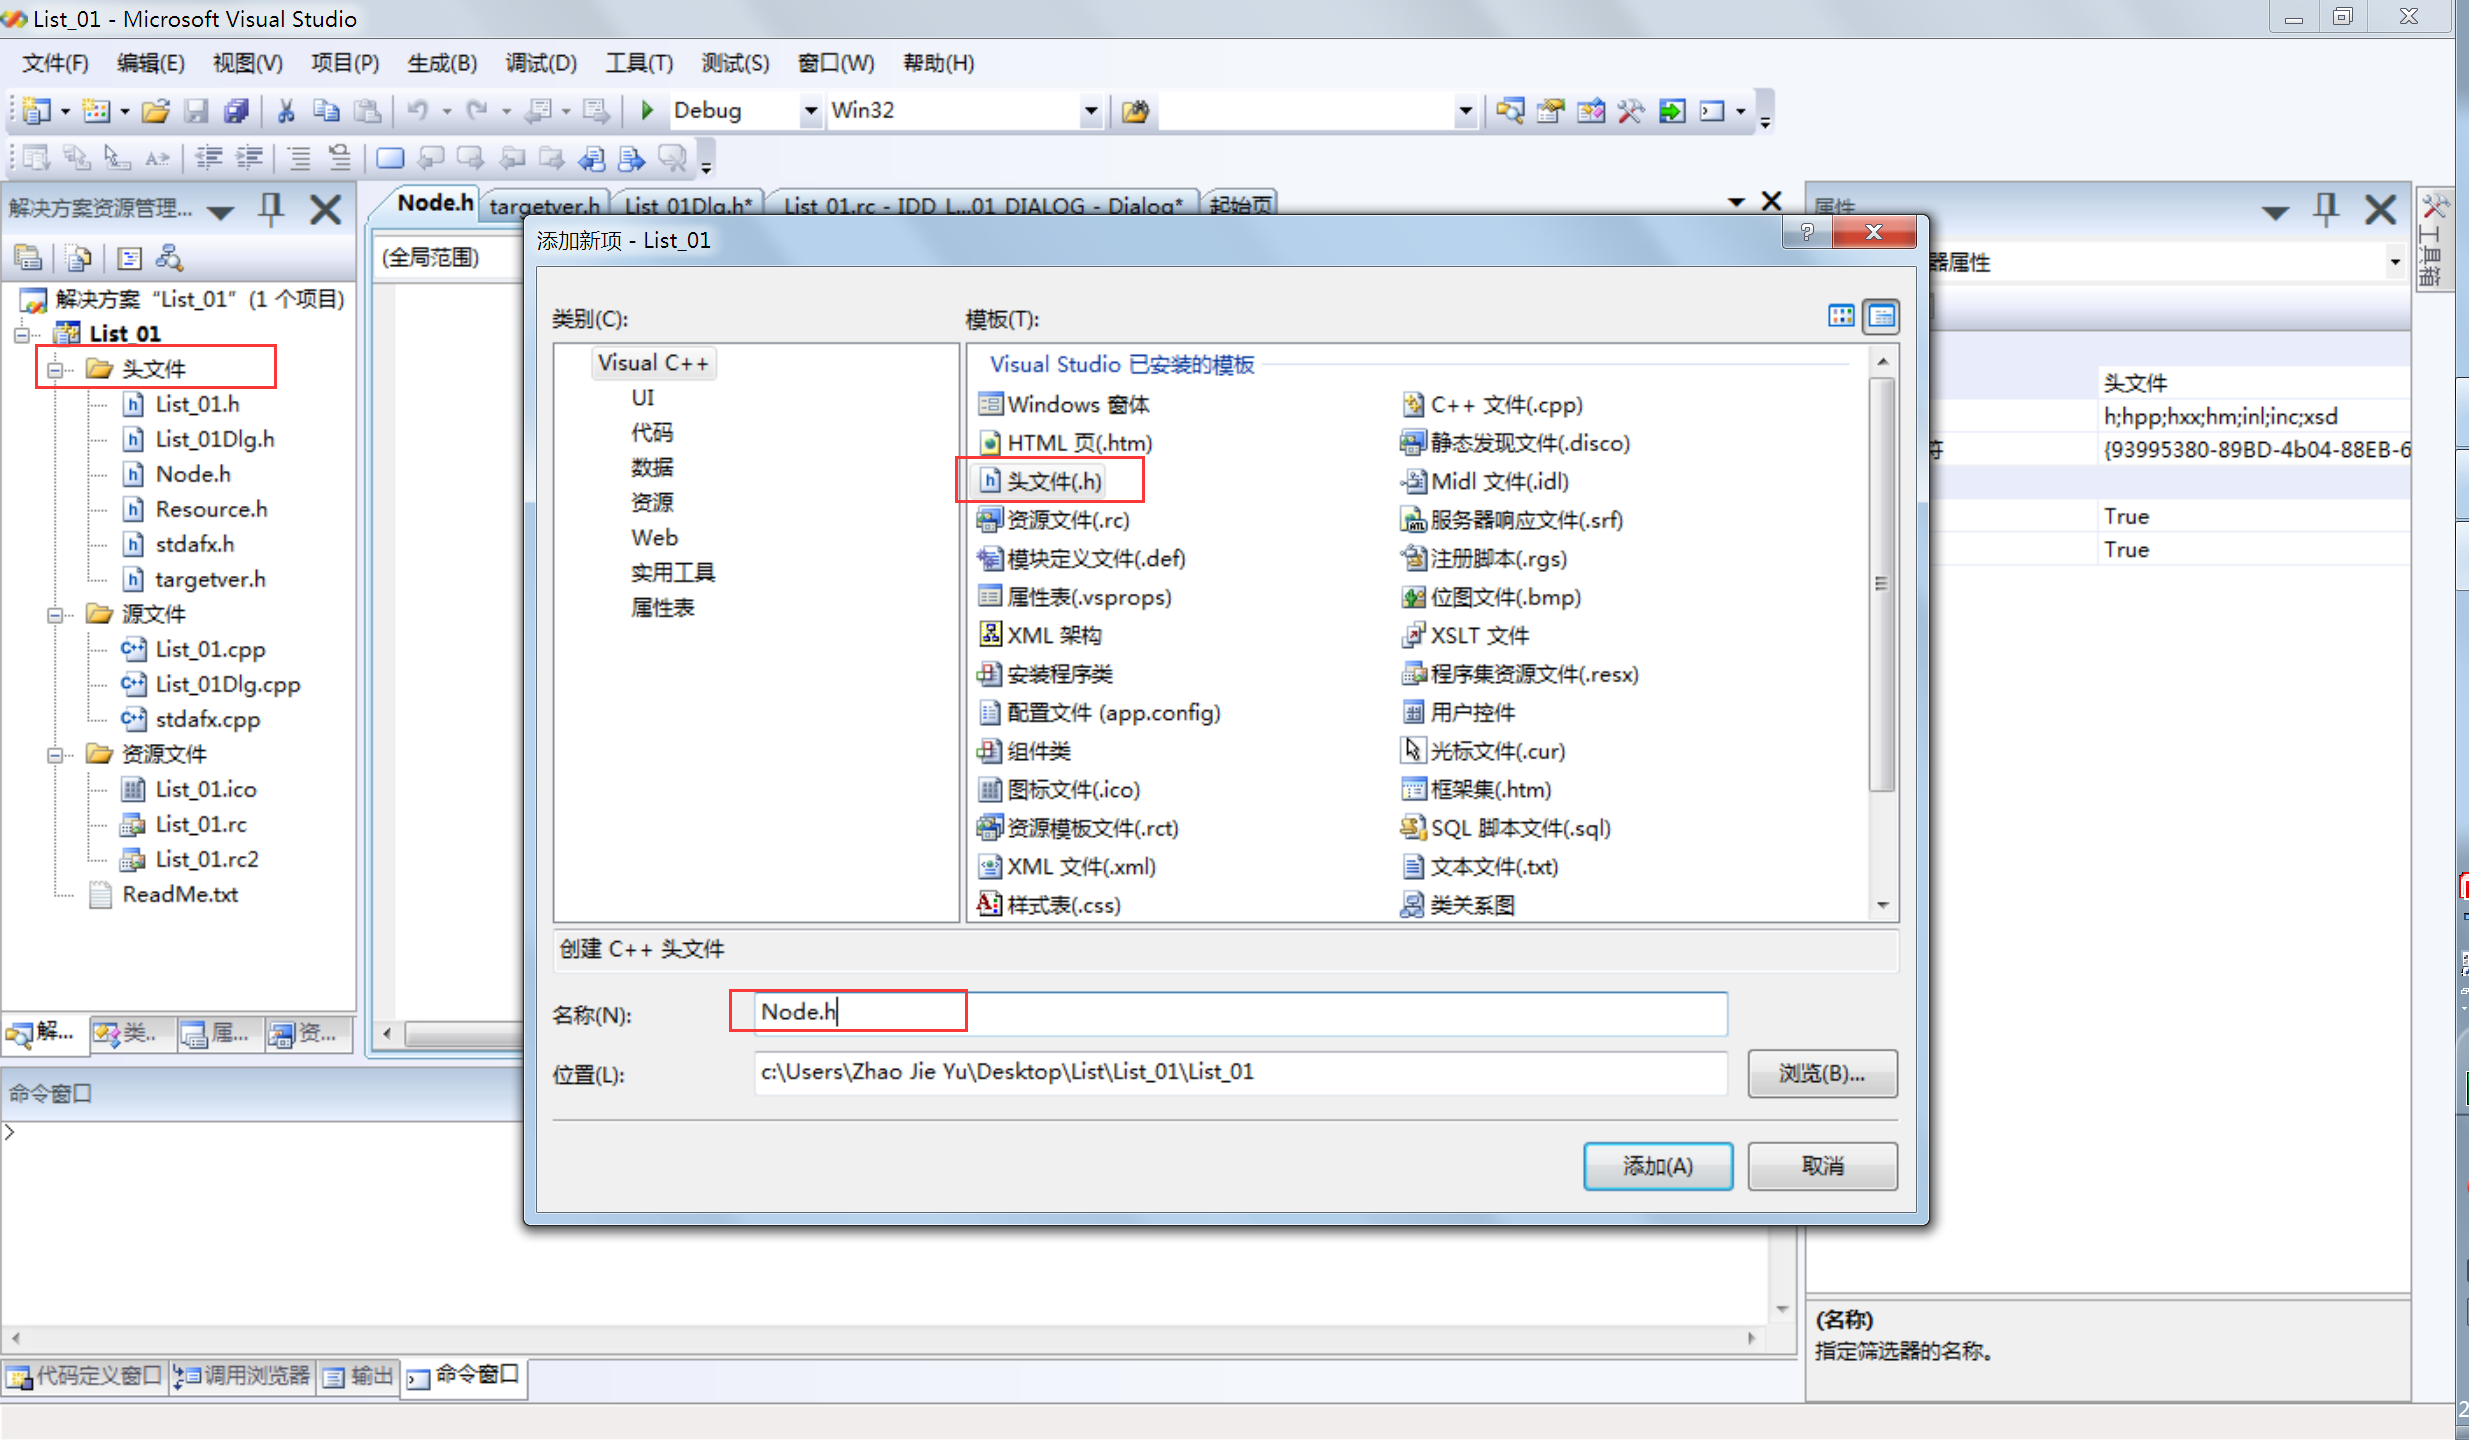 List_01 - Microsoft Visual Studio
文件(F) 编辑(E) 视图(V) 项目(P) 生成(B) 调试(D) 工具(T) 测试(S) 窗口(W) 帮助(H)
Debug Win32
解决方案资源管理...
Node.h targetver.h List_01Dlg.h* List_01.rc - IDD_L...01_DIALOG - Dialog* 起始页
(全局范围)
解决方案 “List_01” (1 个项目)
List_01
头文件
List_01.h
List_01Dlg.h
Node.h
Resource.h
stdafx.h
targetver.h
源文件
List_01.cpp
List_01Dlg.cpp
stdafx.cpp
资源文件
List_01.ico
List_01.rc
List_01.rc2
ReadMe.txt
解... 类.. 属... 资...
添加新项 - List_01
类别(C):
Visual C++
UI
代码
数据
资源
Web
实用工具
属性表
模板(T):
Visual Studio 已安装的模板
Windows 窗体
C++ 文件(.cpp)
HTML 页(.htm)
静态发现文件(.disco)
头文件(.h)
Midl 文件(.idl)
资源文件(.rc)
服务器响应文件(.srf)
模块定义文件(.def)
注册脚本(.rgs)
属性表(.vsprops)
位图文件(.bmp)
XML 架构
XSLT 文件
安装程序类
程序集资源文件(.resx)
配置文件 (app.config)
用户控件
组件类
光标文件(.cur)
图标文件(.ico)
框架集(.htm)
资源模板文件(.rct)
SQL 脚本文件(.sql)
XML 文件(.xml)
文本文件(.txt)
样式表(.css)
类关系图
创建 C++ 头文件
名称(N):
Node.h
位置(L):
c:\Users\Zhao Jie Yu\Desktop\List\List_01\List_01
浏览(B)...
添加(A)
取消
属性
器属性
头文件
h;hpp;hxx;hm;inl;inc;xsd
符 {93995380-89BD-4b04-88EB-6
True
True
(名称)
指定筛选器的名称。
工具箱
命令窗口
>
代码定义窗口 调用浏览器 输出 命令窗口